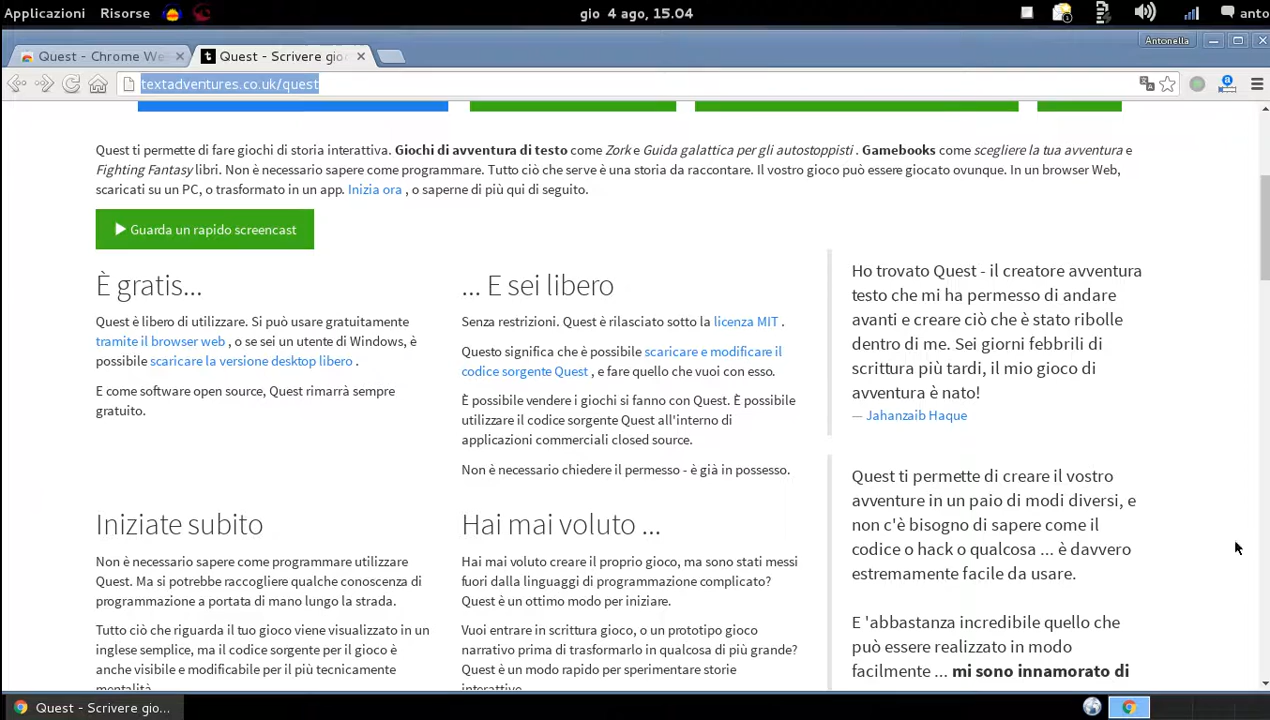 Applicazioni Risorse gio 4 ago, 15.04 1 anto
Quest - Chrome We
Quest - Scrivere gio
Antonella
textadventures.co.uk/quest
Quest ti permette di fare giochi di storia interattiva. Giochi di avventura di testo come Zork e Guida galattica per gli autostoppisti . Gamebooks come scegliere la tua avventura e
Fighting Fantasy libri. Non è necessario sapere come programmare. Tutto ciò che serve è una storia da raccontare. Il vostro gioco può essere giocato ovunque. In un browser Web,
scaricati su un PC, o trasformato in un app. Inizia ora , o saperne di più qui di seguito.
Guarda un rapido screencast
È gratis...
Quest è libero di utilizzare. Si può usare gratuitamente
tramite il browser web , o se sei un utente di Windows, è
possibile scaricare la versione desktop libero .
E come software open source, Quest rimarrà sempre
gratuito.
... E sei libero
Senza restrizioni. Quest è rilasciato sotto la licenza MIT .
Questo significa che è possibile scaricare e modificare il
codice sorgente Quest , e fare quello che vuoi con esso.
È possibile vendere i giochi si fanno con Quest. È possibile
utilizzare il codice sorgente Quest all'interno di
applicazioni commerciali closed source.
Non è necessario chiedere il permesso - è già in possesso.
Ho trovato Quest - il creatore avventura
testo che mi ha permesso di andare
avanti e creare ciò che è stato ribolle
dentro di me. Sei giorni febbrili di
scrittura più tardi, il mio gioco di
avventura è nato!
— Jahanzaib Haque
Iniziate subito
Non è necessario sapere come programmare utilizzare
Quest. Ma si potrebbe raccogliere qualche conoscenza di
programmazione a portata di mano lungo la strada.
Tutto ciò che riguarda il tuo gioco viene visualizzato in un
inglese semplice, ma il codice sorgente per il gioco è
anche visibile e modificabile per il più tecnicamente
mentalità.
Hai mai voluto ...
Hai mai voluto creare il proprio gioco, ma sono stati messi
fuori dalla linguaggi di programmazione complicato?
Quest è un ottimo modo per iniziare.
Vuoi entrare in scrittura gioco, o un prototipo gioco
narrativo prima di trasformarlo in qualcosa di più grande?
Quest è un modo rapido per sperimentare storie
interattive.
Quest ti permette di creare il vostro
avventure in un paio di modi diversi, e
non c'è bisogno di sapere come il
codice o hack o qualcosa ... è davvero
estremamente facile da usare.
E 'abbastanza incredibile quello che
può essere realizzato in modo
facilmente ... mi sono innamorato di
Quest - Scrivere gio...